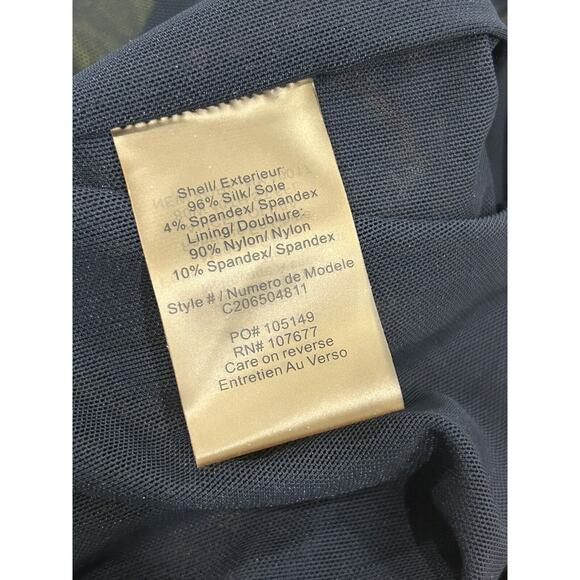 Shell/ Exterieur:
96% Silk/ Soie
4% Spandex/ Spandex
Lining/ Doublure:
90% Nylon/ Nylon
10% Spandex/ Spandex
Style # / Numero de Modele
C206504811
PO# 105149
RN# 107677
Care on reverse
Entretien Au Verso